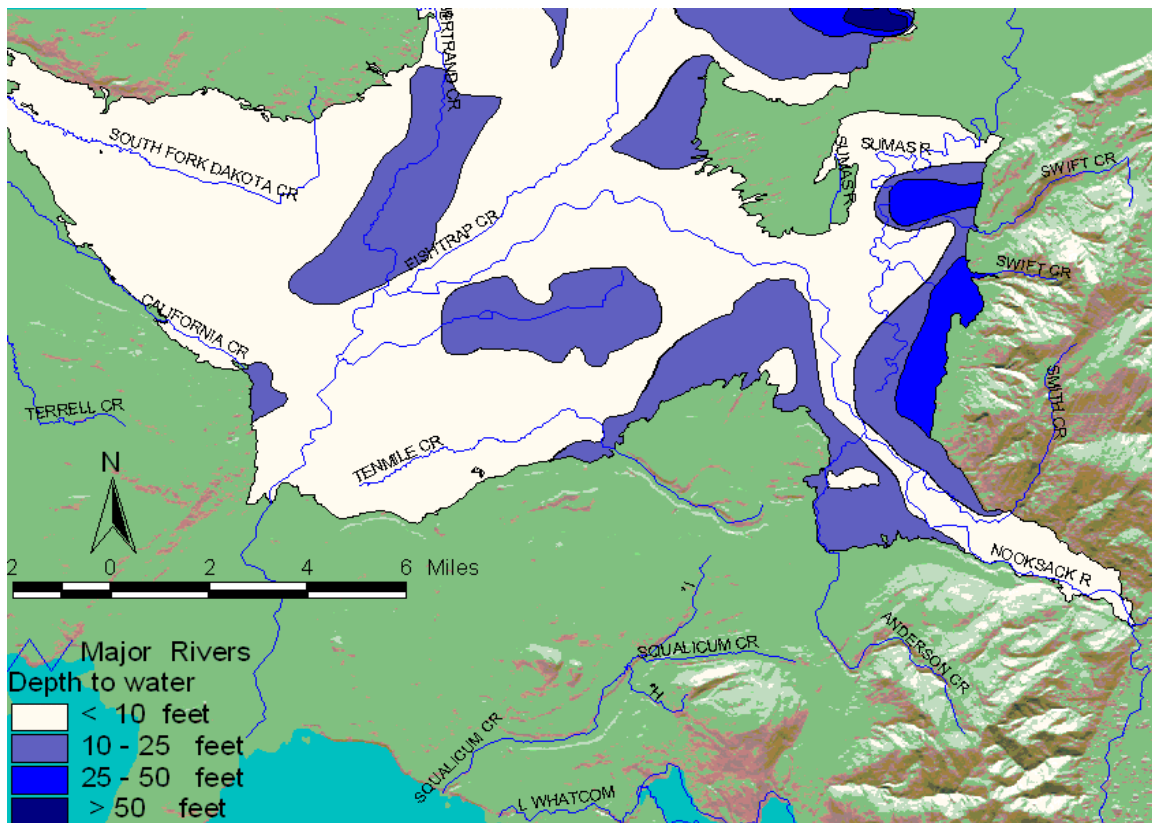 BERTRAND CR
SOUTH FORK DAKOTA CR
SUMAS R
SUMAS R
SWIFT CR
FISHTRAP CR
SWIFT CR
CALIFORNIA CR
SMITH CR
TERRELL CR
TENMILE CR
N
NOOKSACK R
2 0 2 4 6 Miles
ANDERSON CR
SQUALICUM CR
Major Rivers
Depth to water
< 10 feet
10 - 25 feet
25 - 50 feet
> 50 feet
SQUALICUM CR
L WHATCOM